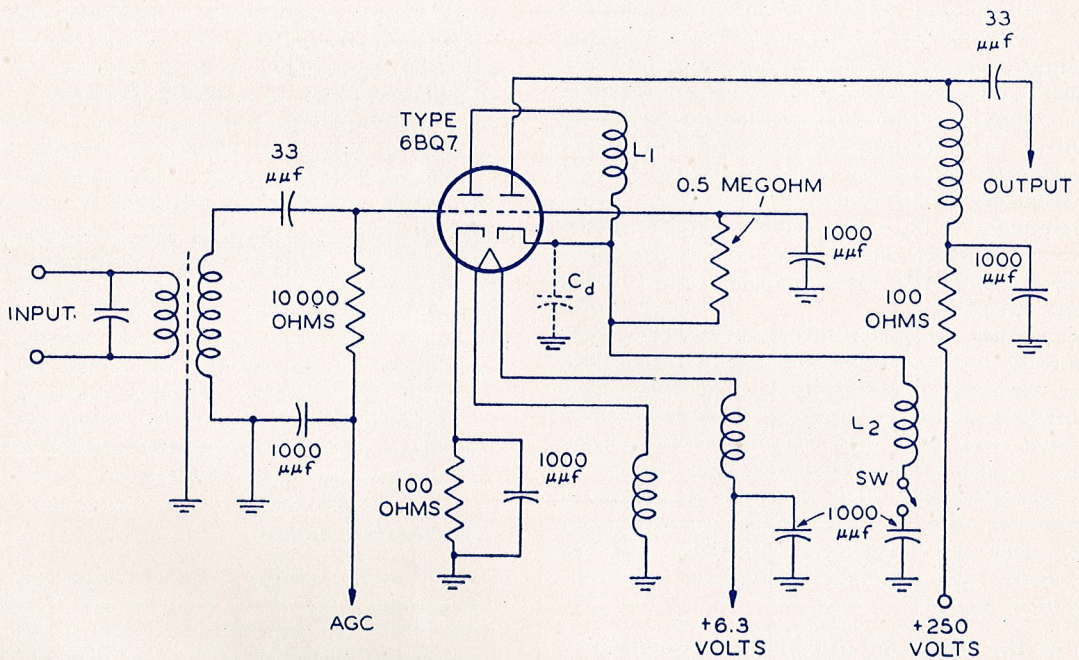 33
μμf
TYPE
6BQ7
33
μμf
L1
0.5 MEGOHM
OUTPUT
1000
μμf
1000
μμf
INPUT.
10 000
OHMS
Cd
100
OHMS
1000
μμf
L2
SW
100
OHMS
1000
μμf
1000
μμf
AGC
+6.3
VOLTS
+250
VOLTS